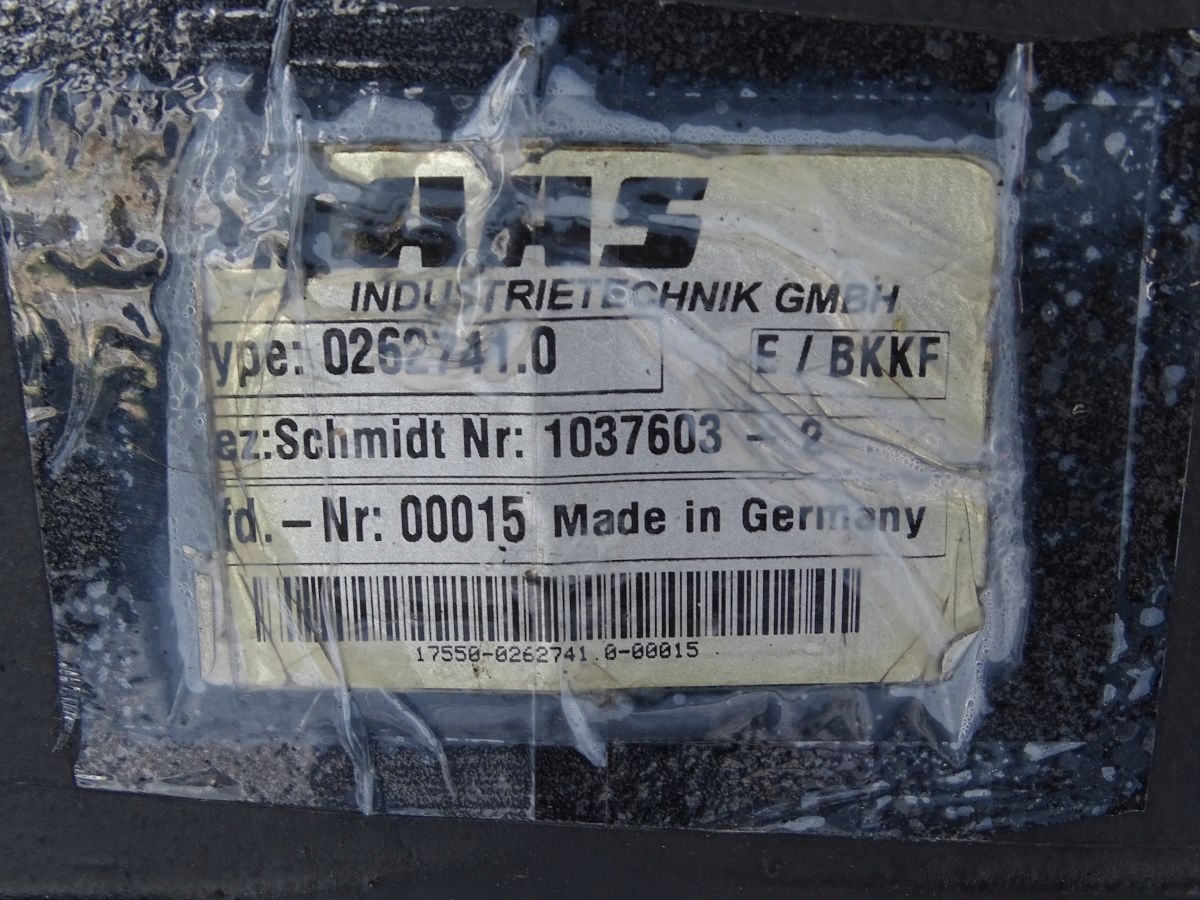 AAS
INDUSTRIETECHNIK GMBH
ype: 0262741.0 E / BKKF
ez:Schmidt Nr: 1037603 -
fd. -Nr: 00015 Made in Germany
17550-0262741 0-00015